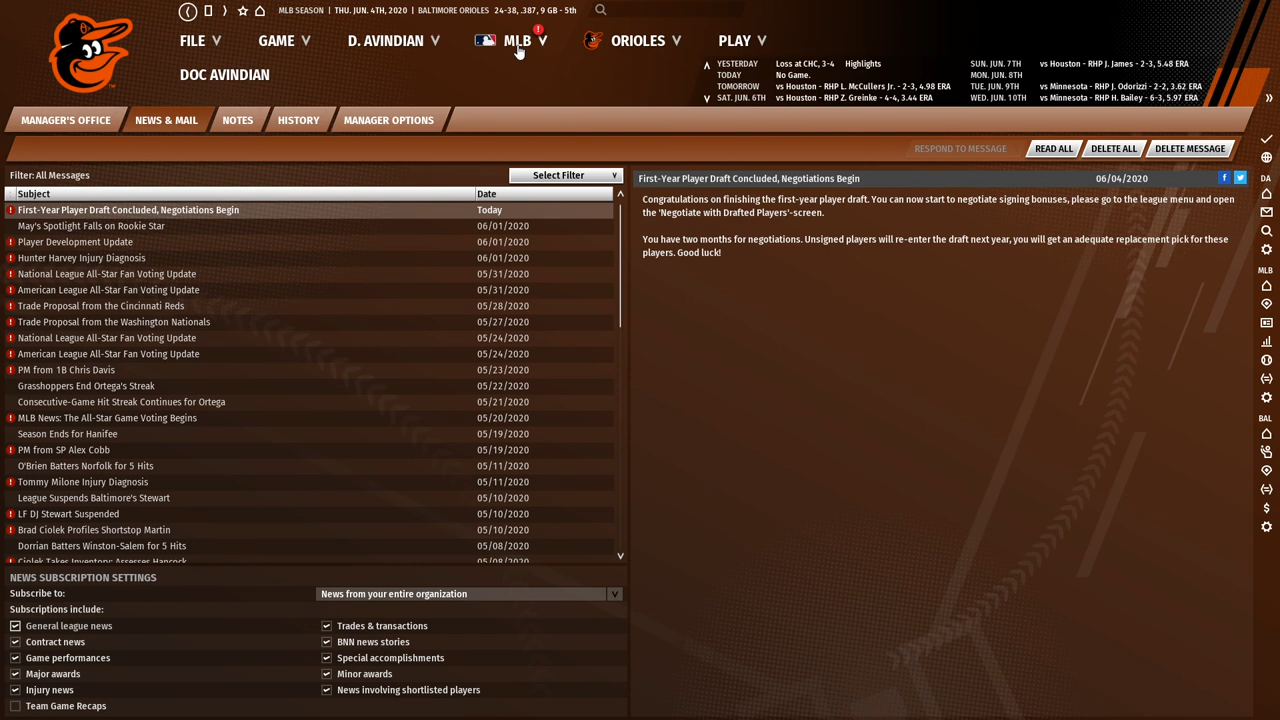 MLB SEASON | THU. JUN. 4TH, 2020 | BALTIMORE ORIOLES 24-38, .387, 9 GB - 5th
FILE GAME D. AVINDIAN MLB ! ORIOLES PLAY
DOC AVINDIAN
YESTERDAY Loss at CHC, 3-4 Highlights SUN. JUN. 7TH vs Houston - RHP J. James - 2-3, 5.48 ERA
TODAY No Game. MON. JUN. 8TH
TOMORROW vs Houston - RHP L. McCullers Jr. - 2-3, 4.98 ERA TUE. JUN. 9TH vs Minnesota - RHP J. Odorizzi - 2-2, 3.62 ERA
SAT. JUN. 6TH vs Houston - RHP Z. Greinke - 4-4, 3.44 ERA WED. JUN. 10TH vs Minnesota - RHP H. Bailey - 6-3, 5.97 ERA
MANAGER'S OFFICE NEWS & MAIL NOTES HISTORY MANAGER OPTIONS
RESPOND TO MESSAGE READ ALL DELETE ALL DELETE MESSAGE
Filter: All Messages Select Filter
Subject Date
First-Year Player Draft Concluded, Negotiations Begin Today
May's Spotlight Falls on Rookie Star 06/01/2020
Player Development Update 06/01/2020
Hunter Harvey Injury Diagnosis 06/01/2020
National League All-Star Fan Voting Update 05/31/2020
American League All-Star Fan Voting Update 05/31/2020
Trade Proposal from the Cincinnati Reds 05/28/2020
Trade Proposal from the Washington Nationals 05/27/2020
National League All-Star Fan Voting Update 05/24/2020
American League All-Star Fan Voting Update 05/24/2020
PM from 1B Chris Davis 05/23/2020
Grasshoppers End Ortega's Streak 05/22/2020
Consecutive-Game Hit Streak Continues for Ortega 05/21/2020
MLB News: The All-Star Game Voting Begins 05/20/2020
Season Ends for Hanifee 05/19/2020
PM from SP Alex Cobb 05/19/2020
O'Brien Batters Norfolk for 5 Hits 05/11/2020
Tommy Milone Injury Diagnosis 05/10/2020
League Suspends Baltimore's Stewart 05/10/2020
LF DJ Stewart Suspended 05/10/2020
Brad Ciolek Profiles Shortstop Martin 05/10/2020
Dorrian Batters Winston-Salem for 5 Hits 05/08/2020
Ciolek Takes Inventory: Assesses Hancock 05/08/2020
First-Year Player Draft Concluded, Negotiations Begin 06/04/2020
Congratulations on finishing the first-year player draft. You can now start to negotiate signing bonuses, please go to the league menu and open
the 'Negotiate with Drafted Players'-screen.
You have two months for negotiations. Unsigned players will re-enter the draft next year, you will get an adequate replacement pick for these
players. Good luck!
NEWS SUBSCRIPTION SETTINGS
Subscribe to: News from your entire organization
Subscriptions include:
General league news Trades & transactions
Contract news BNN news stories
Game performances Special accomplishments
Major awards Minor awards
Injury news News involving shortlisted players
Team Game Recaps
DA
MLB
BAL